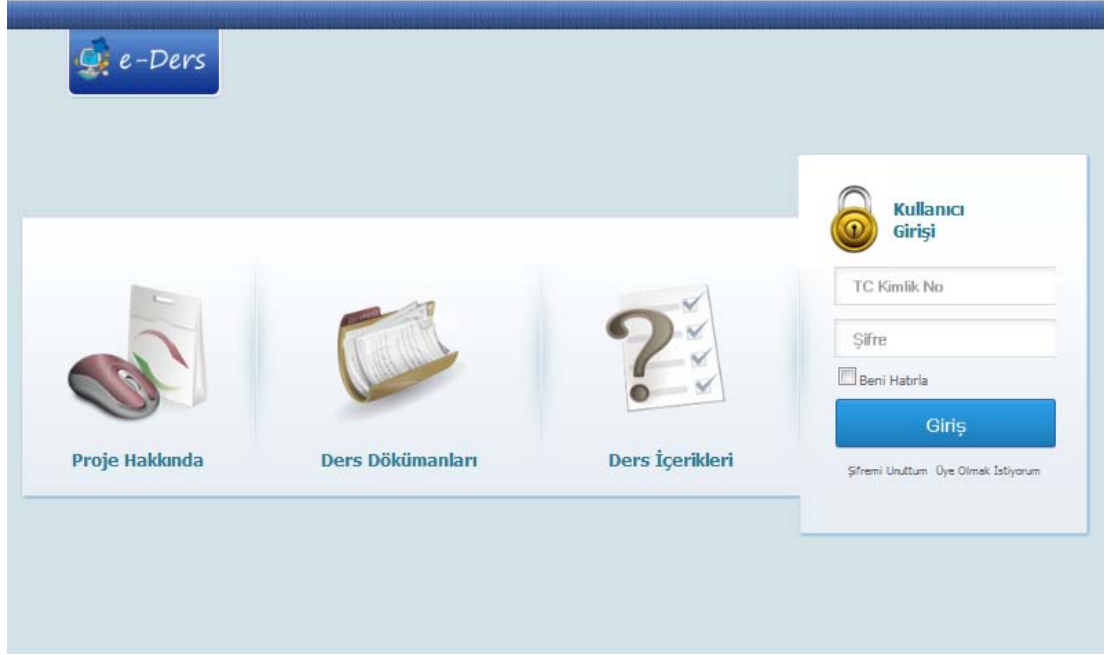 e-Ders
Kullanıcı
Girişi
TC Kimlik No
Şifre
Beni Hatırla
Giriş
Şifremi Unuttum Üye Olmak İstiyorum
Proje Hakkında
Ders Dökümanları
Ders İçerikleri